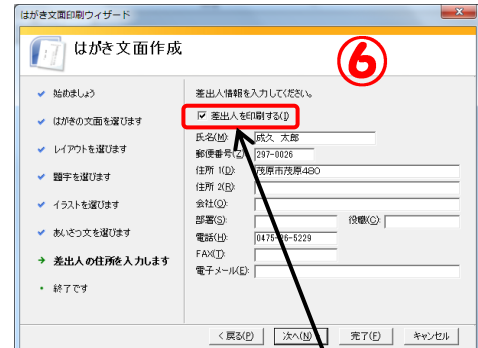 はがき文面印刷ウィザード
はがき文面作成
⑥
始めましょう
はがきの文面を選びます
レイアウトを選びます
題字を選びます
イラストを選びます
あいさつ文を選びます
差出人の住所を入力します
終了です
差出人情報を入力してください。
差出人を印刷する(I)
氏名(M): 成久 太郎
郵便番号(Z) 297-0026
住所 1(D): 茂原市茂原480
住所 2(R):
会社(O):
部署(S): 役職(C):
電話(H): 0475-26-5229
FAX(T):
電子メール(E):
< 戻る(P) 次へ(N) 完了(F) キャンセル